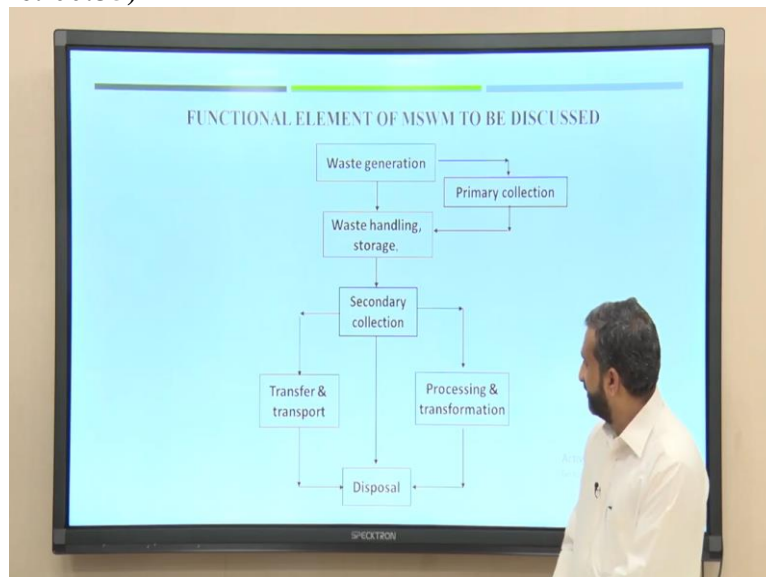 FUNCTIONAL ELEMENT OF MSWM TO BE DISCUSSED
Waste generation
Primary collection
Waste handling,
storage.
Secondary
collection
Transfer &
transport
Processing &
transformation
Disposal
SPECKTRON